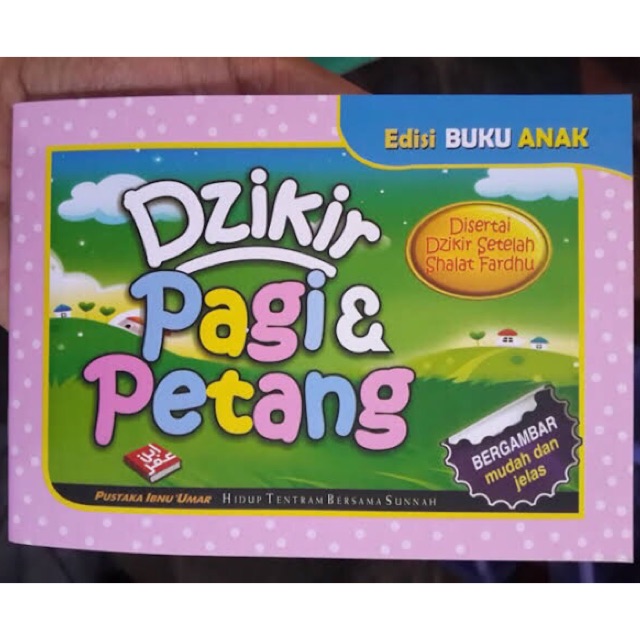 Edisi BUKU ANAK
Dzikir
Pagi &
Petang
Disertai
Dzikir Setelah
Shalat Fardhu
BERGAMBAR
mudah dan
jelas
PUSTAKA IBNU 'UMAR HIDUP TENTRAM BERSAMA SUNNAH